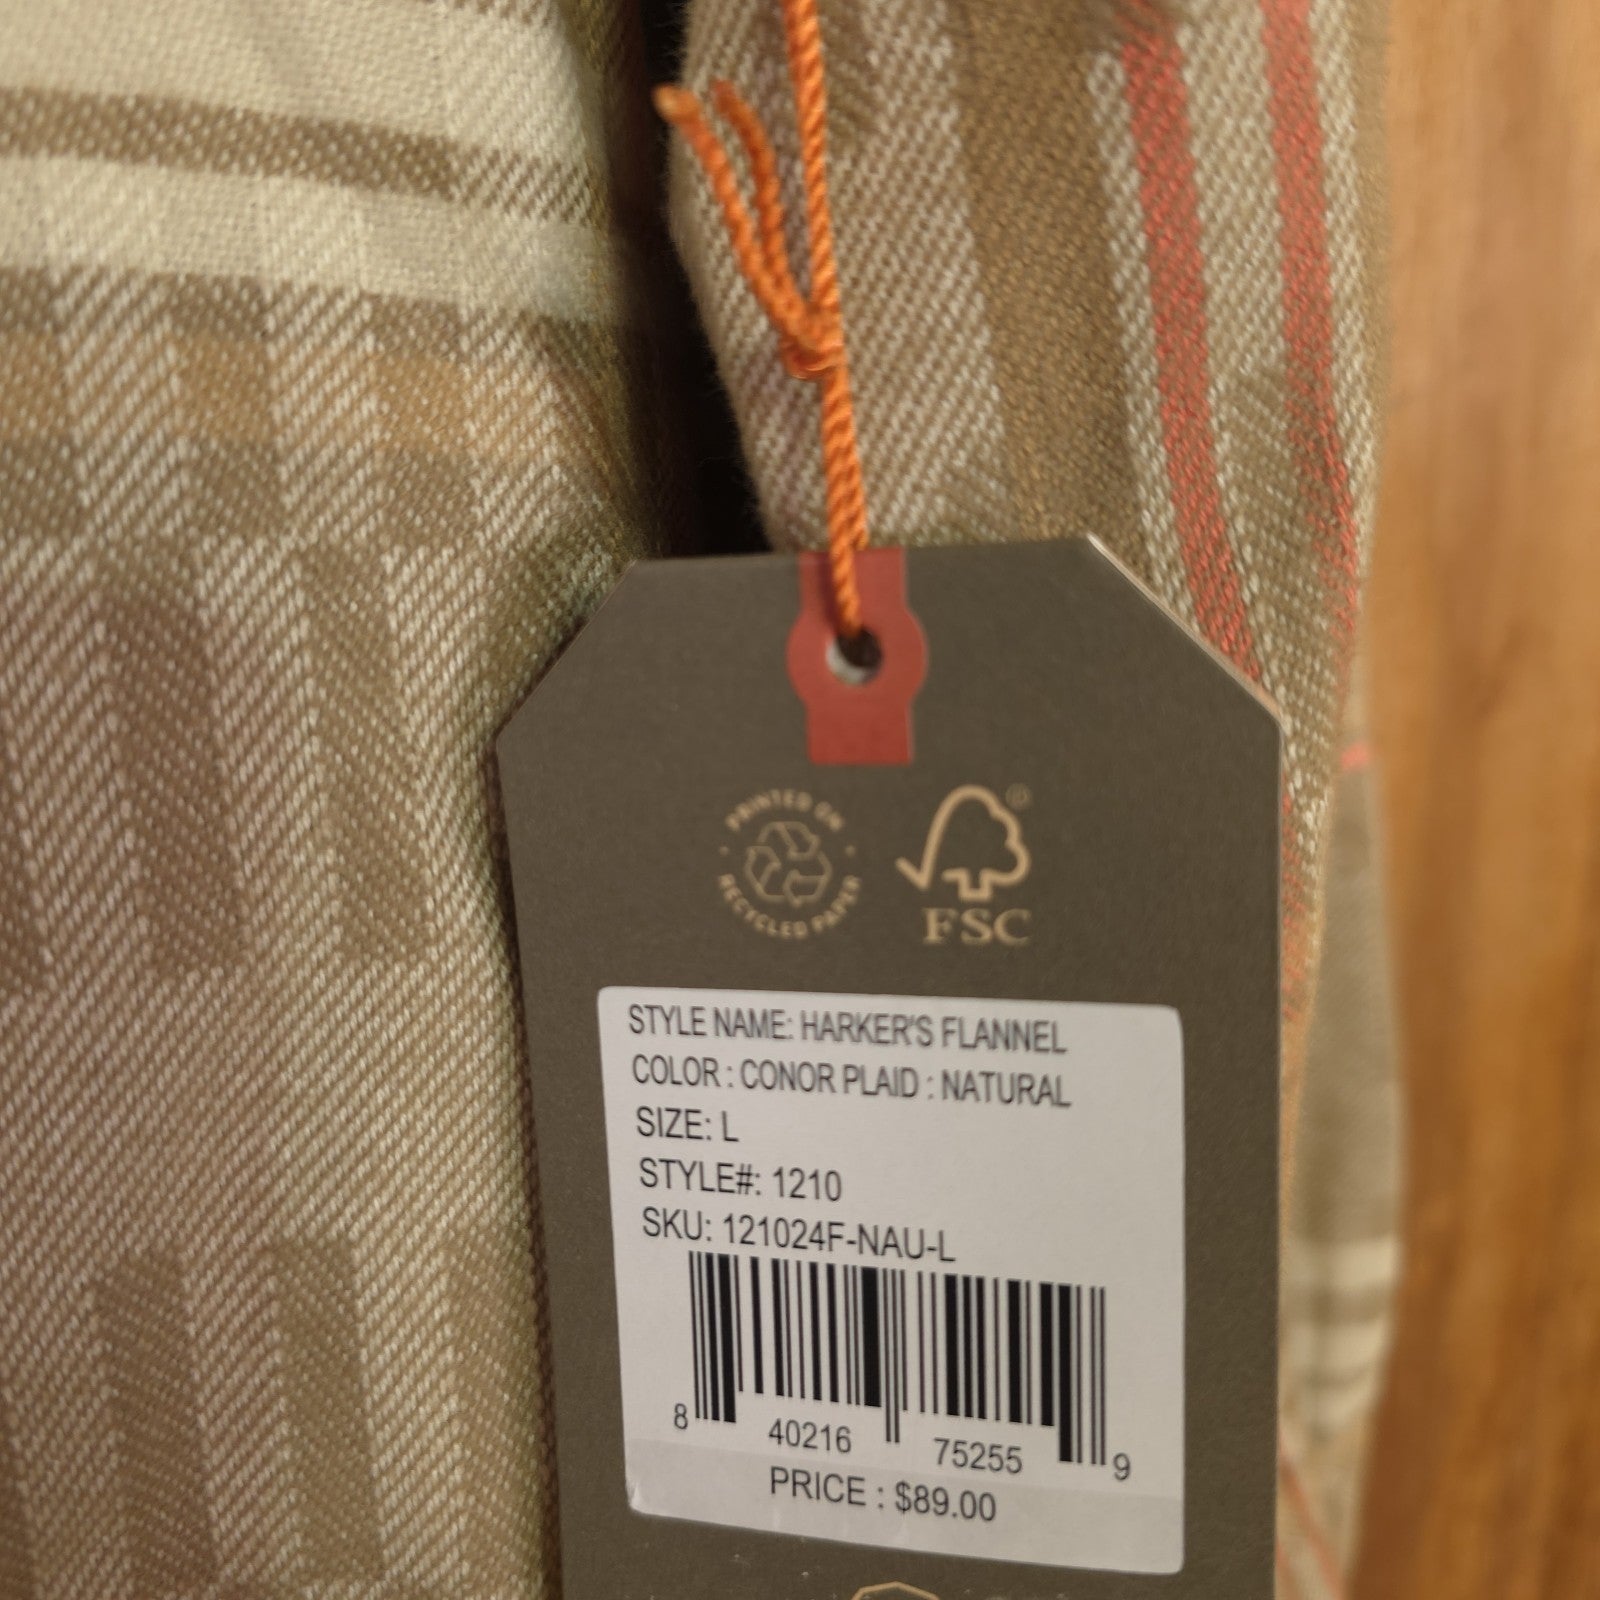 PRINTED ON
RECYCLED PAPER
®
FSC
STYLE NAME: HARKER'S FLANNEL
COLOR : CONOR PLAID : NATURAL
SIZE: L
STYLE#: 1210
SKU: 121024F-NAU-L
8 40216 75255 9
PRICE : $89.00